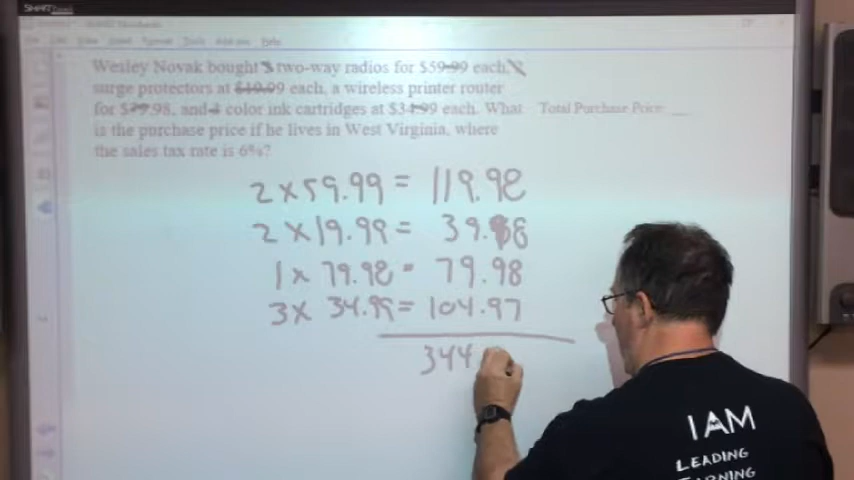 SMART
Wesley Novak bought two-way radios for $59.99 each,
surge protectors at $19.99 each, a wireless printer router
for $79.98, and color ink cartridges at $34.99 each. What
Total Purchase Price: __
is the purchase price if he lives in West Virginia, where
the sales tax rate is 6%?
2 x 59.99 = 119.98
2 x 19.99 = 39.98
1 x 79.98 = 79.98
3 x 34.99 = 104.97
344
I AM
LEADING